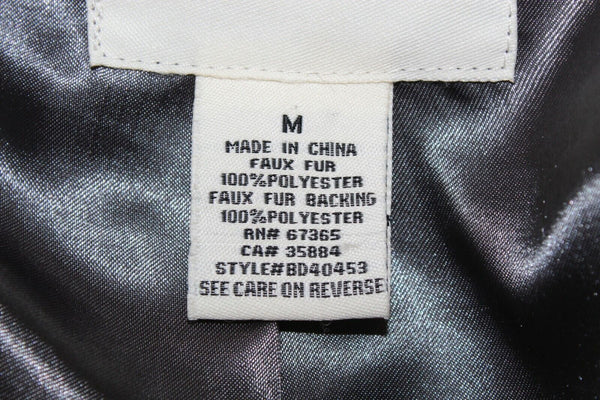 M
MADE IN CHINA
FAUX FUR
100%POLYESTER
FAUX FUR BACKING
100%POLYESTER
RN# 67365
CA# 35884
STYLE#BD40453
SEE CARE ON REVERSE